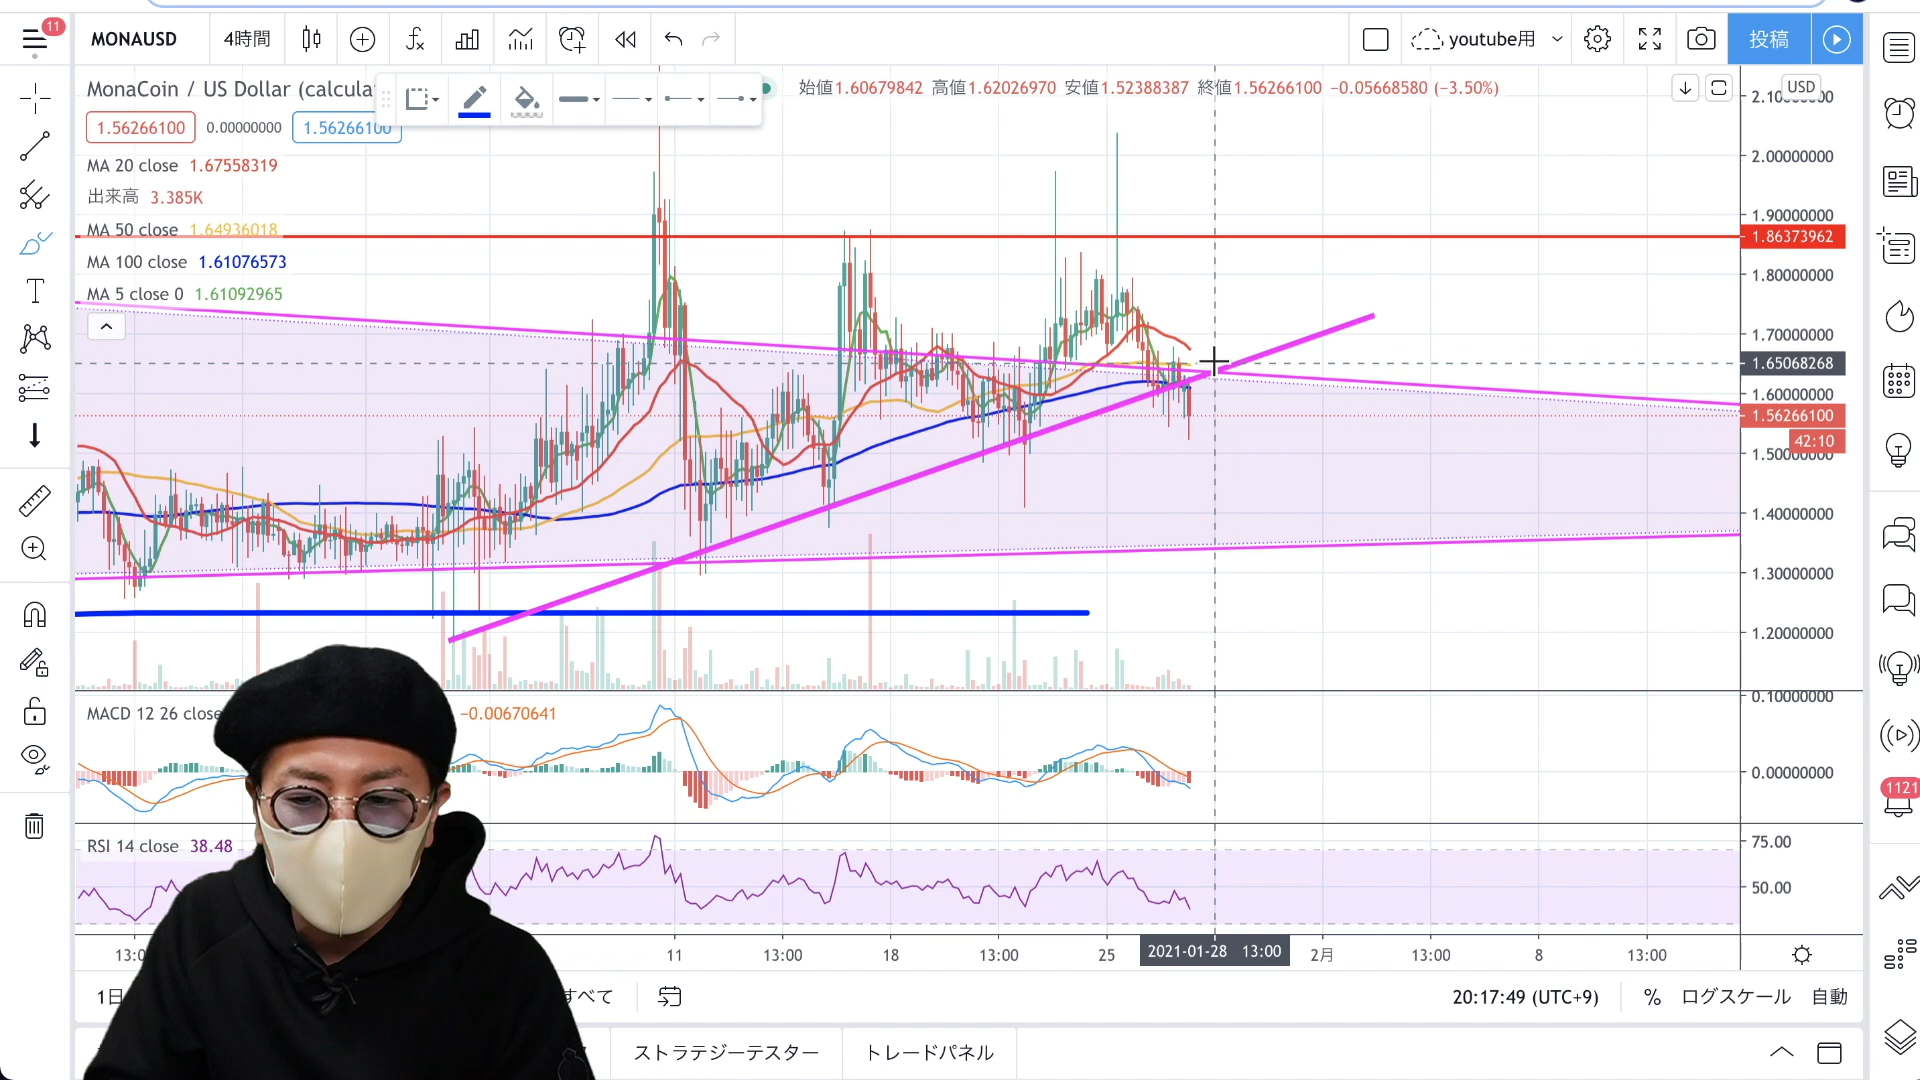 11
MONAUSD
4時間
youtube用
投稿
MonaCoin / US Dollar (calcula
始値1.60679842 高値1.62026970 安値1.52388387 終値1.56266100 −0.05668580 (−3.50%)
USD
1.56266100
0.00000000
1.56266100
MA 20 close 1.67558319
出来高 3.385K
MA 50 close 1.64936018
MA 100 close 1.61076573
MA 5 close 0 1.61092965
2.00000000
1.90000000
1.86373962
1.80000000
1.70000000
1.65068268
1.60000000
1.56266100
42:10
1.50000000
1.40000000
1.30000000
1.20000000
MACD 12 26 close
−0.00670641
0.10000000
0.00000000
RSI 14 close 38.48
75.00
50.00
1121
11
13:00
18
13:00
25
2021-01-28 13:00
2月
13:00
8
13:00
1日
すべて
20:17:49 (UTC+9)
%
ログスケール
自動
ストラテジーテスター
トレードパネル